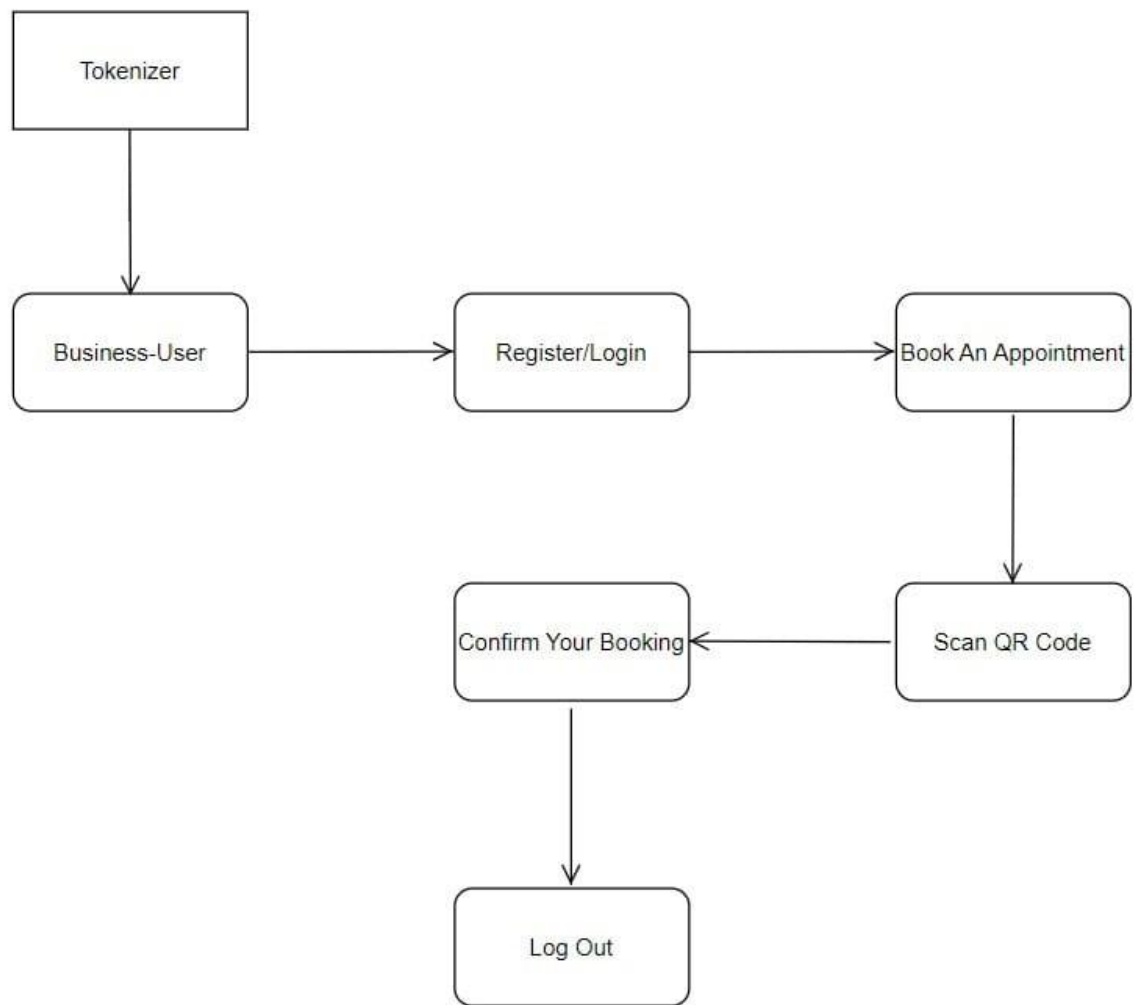 Tokenizer
Business-User
Register/Login
Book An Appointment
Scan QR Code
Confirm Your Booking
Log Out